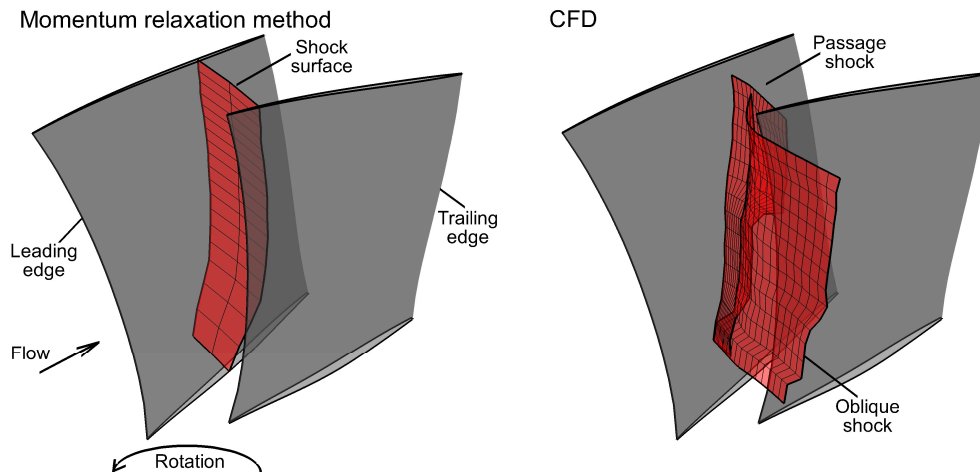 Momentum relaxation method
Shock
surface
Leading
edge
Trailing
edge
Flow
Rotation
CFD
Passage
shock
Oblique
shock